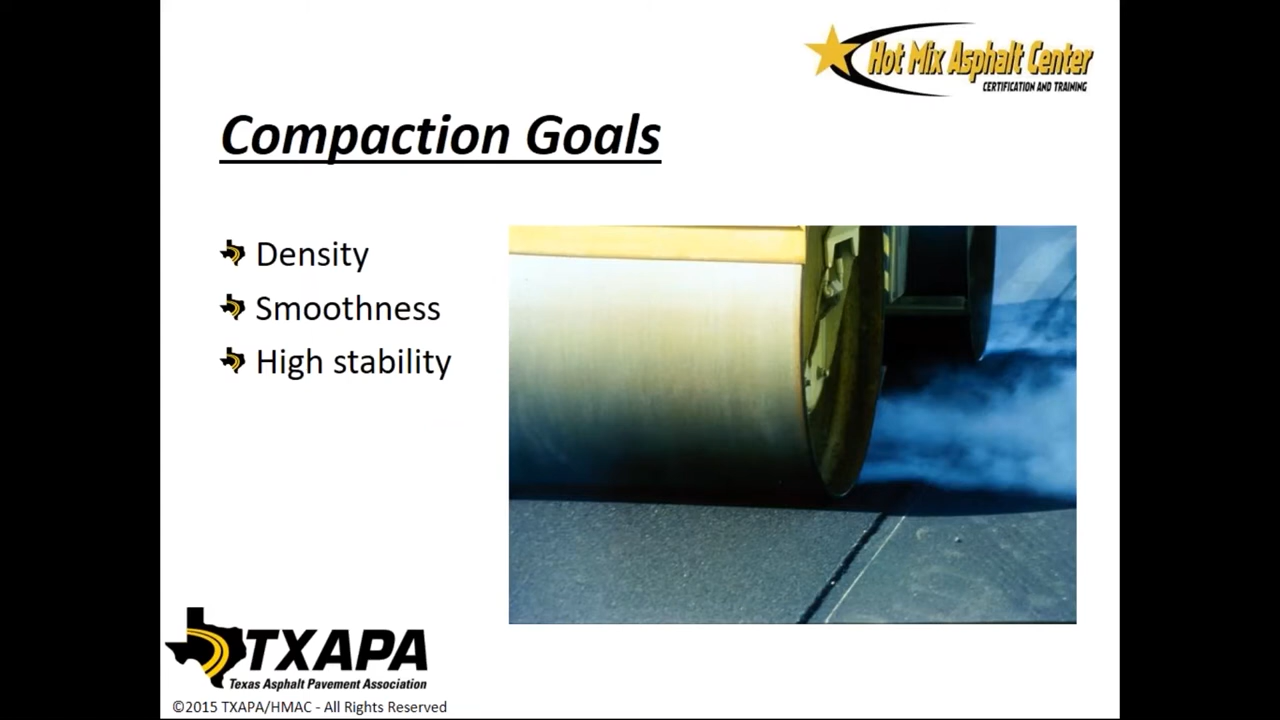 Hot Mix Asphalt Center
CERTIFICATION AND TRAINING
Compaction Goals
Density
Smoothness
High stability
TXAPA
Texas Asphalt Pavement Association
©2015 TXAPA/HMAC - All Rights Reserved